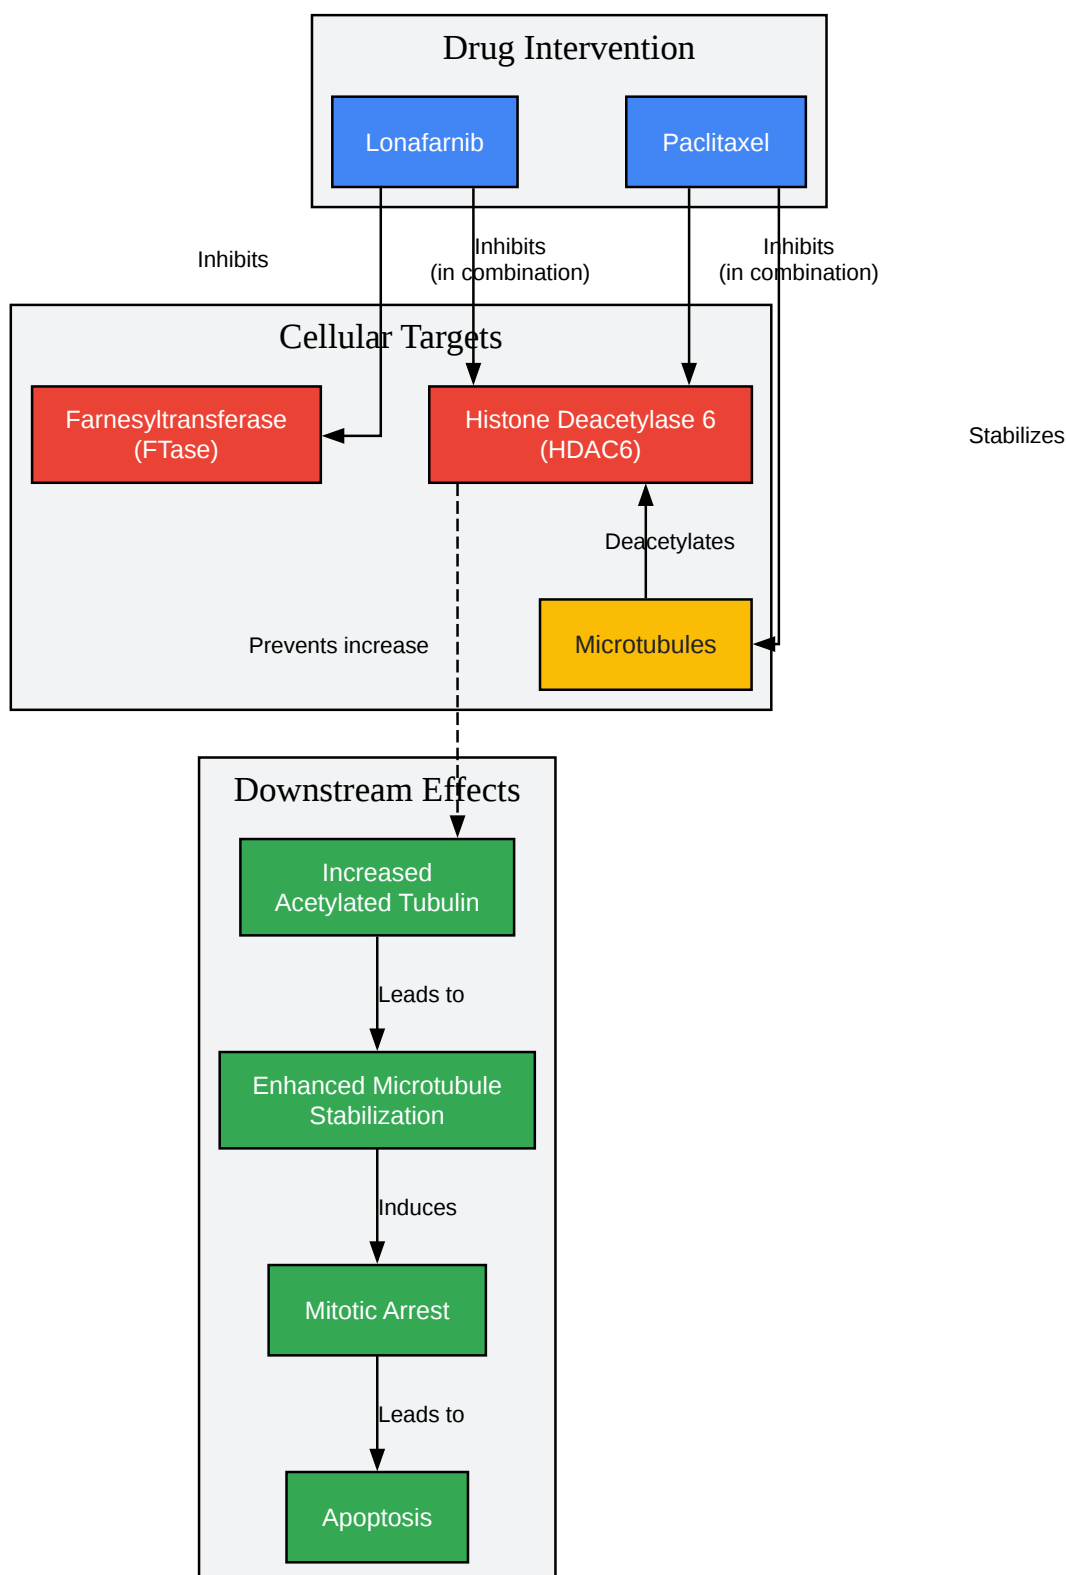 Drug Intervention
Lonafarnib
Paclitaxel
Inhibits
Inhibits
(in combination)
Inhibits
(in combination)
Cellular Targets
Farnesyltransferase
(FTase)
Histone Deacetylase 6
(HDAC6)
Stabilizes
Deacetylates
Prevents increase
Microtubules
Downstream Effects
Increased
Acetylated Tubulin
Leads to
Enhanced Microtubule
Stabilization
Induces
Mitotic Arrest
Leads to
Apoptosis